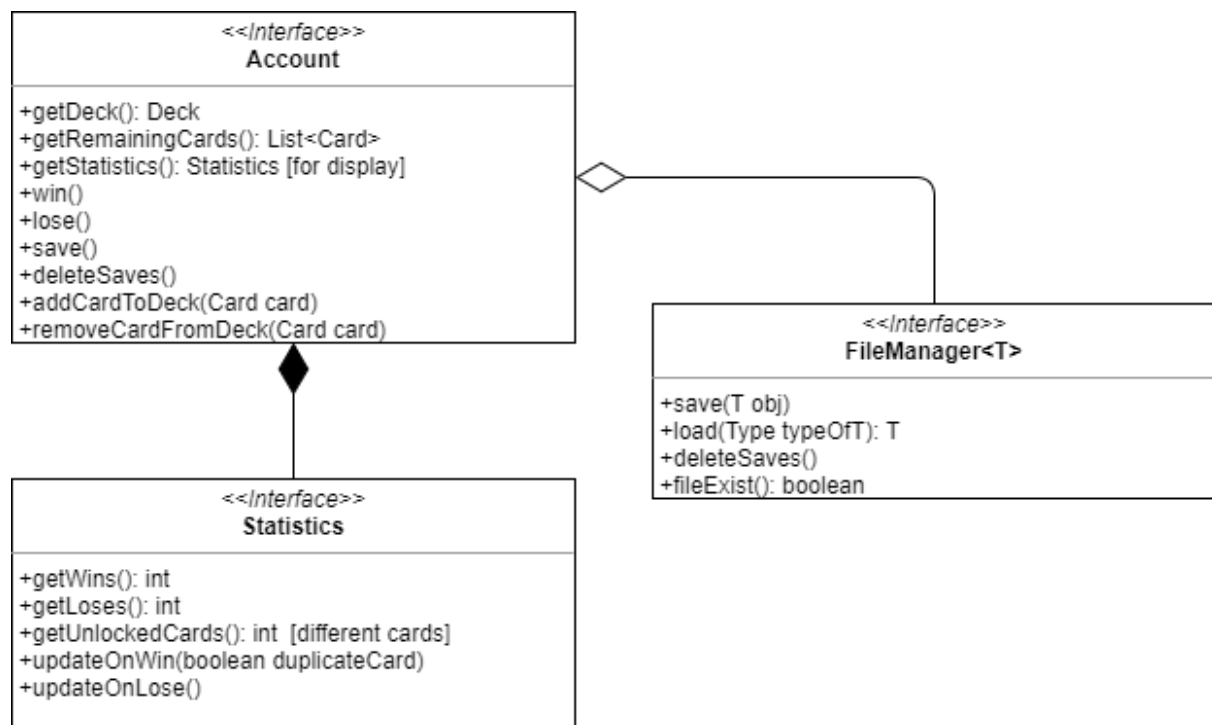 <<Interface>>
Account
+getDeck(): Deck
+getRemainingCards(): List<Card>
+getStatistics(): Statistics [for display]
+win()
+lose()
+save()
+deleteSaves()
+addCardToDeck(Card card)
+removeCardFromDeck(Card card)
<<Interface>>
FileManager<T>
+save(T obj)
+load(Type typeOfT): T
+deleteSaves()
+fileExist(): boolean
<<Interface>>
Statistics
+getWins(): int
+getLoses(): int
+getUnlockedCards(): int  [different cards]
+updateOnWin(boolean duplicateCard)
+updateOnLose()